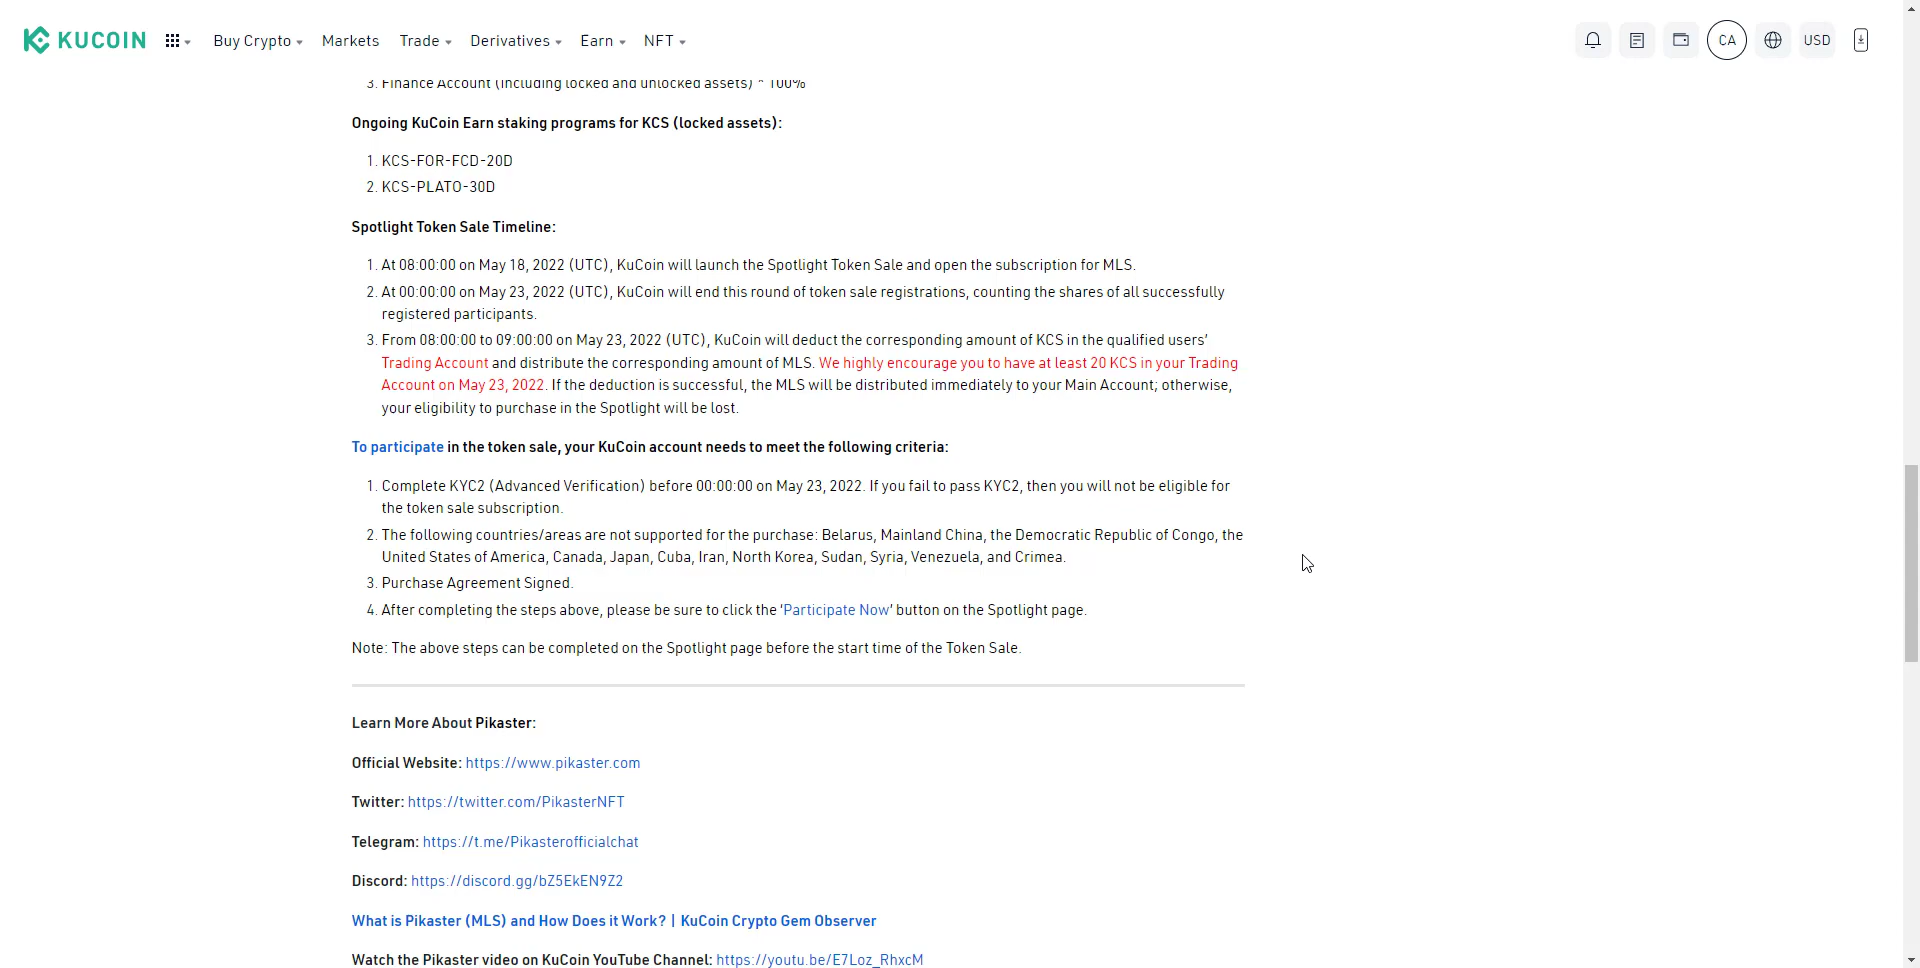 KUCOIN Buy Crypto Markets Trade Derivatives Earn NFT CA USD
3. Finance Account (including locked and unlocked assets) * 100%
Ongoing KuCoin Earn staking programs for KCS (locked assets):
1. KCS-FOR-FCD-20D
2. KCS-PLATO-30D
Spotlight Token Sale Timeline:
1. At 08:00:00 on May 18, 2022 (UTC), KuCoin will launch the Spotlight Token Sale and open the subscription for MLS.
2. At 00:00:00 on May 23, 2022 (UTC), KuCoin will end this round of token sale registrations, counting the shares of all successfully
registered participants.
3. From 08:00:00 to 09:00:00 on May 23, 2022 (UTC), KuCoin will deduct the corresponding amount of KCS in the qualified users’
Trading Account and distribute the corresponding amount of MLS. We highly encourage you to have at least 20 KCS in your Trading
Account on May 23, 2022. If the deduction is successful, the MLS will be distributed immediately to your Main Account; otherwise,
your eligibility to purchase in the Spotlight will be lost.
To participate in the token sale, your KuCoin account needs to meet the following criteria:
1. Complete KYC2 (Advanced Verification) before 00:00:00 on May 23, 2022. If you fail to pass KYC2, then you will not be eligible for
the token sale subscription.
2. The following countries/areas are not supported for the purchase: Belarus, Mainland China, the Democratic Republic of Congo, the
United States of America, Canada, Japan, Cuba, Iran, North Korea, Sudan, Syria, Venezuela, and Crimea.
3. Purchase Agreement Signed.
4. After completing the steps above, please be sure to click the ‘Participate Now’ button on the Spotlight page.
Note: The above steps can be completed on the Spotlight page before the start time of the Token Sale.
Learn More About Pikaster:
Official Website: https://www.pikaster.com
Twitter: https://twitter.com/PikasterNFT
Telegram: https://t.me/Pikasterofficialchat
Discord: https://discord.gg/bZ5EkEN9Z2
What is Pikaster (MLS) and How Does it Work? | KuCoin Crypto Gem Observer
Watch the Pikaster video on KuCoin YouTube Channel: https://youtu.be/E7Loz_RhxcM